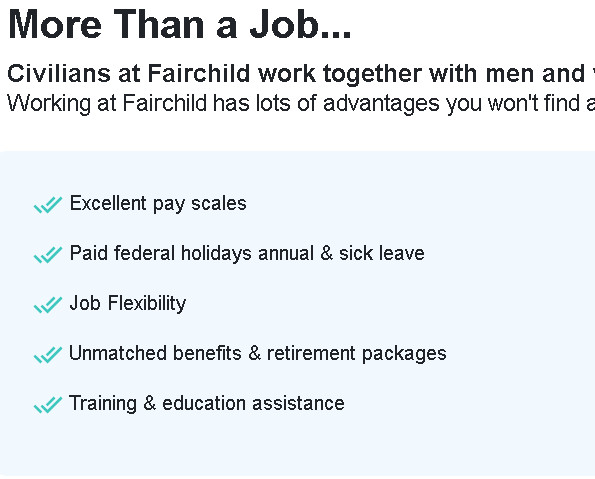 More Than a Job...
Civilians at Fairchild work together with men and
Working at Fairchild has lots of advantages you won't find a
Excellent pay scales
Paid federal holidays annual & sick leave
Job Flexibility
Unmatched benefits & retirement packages
Training & education assistance